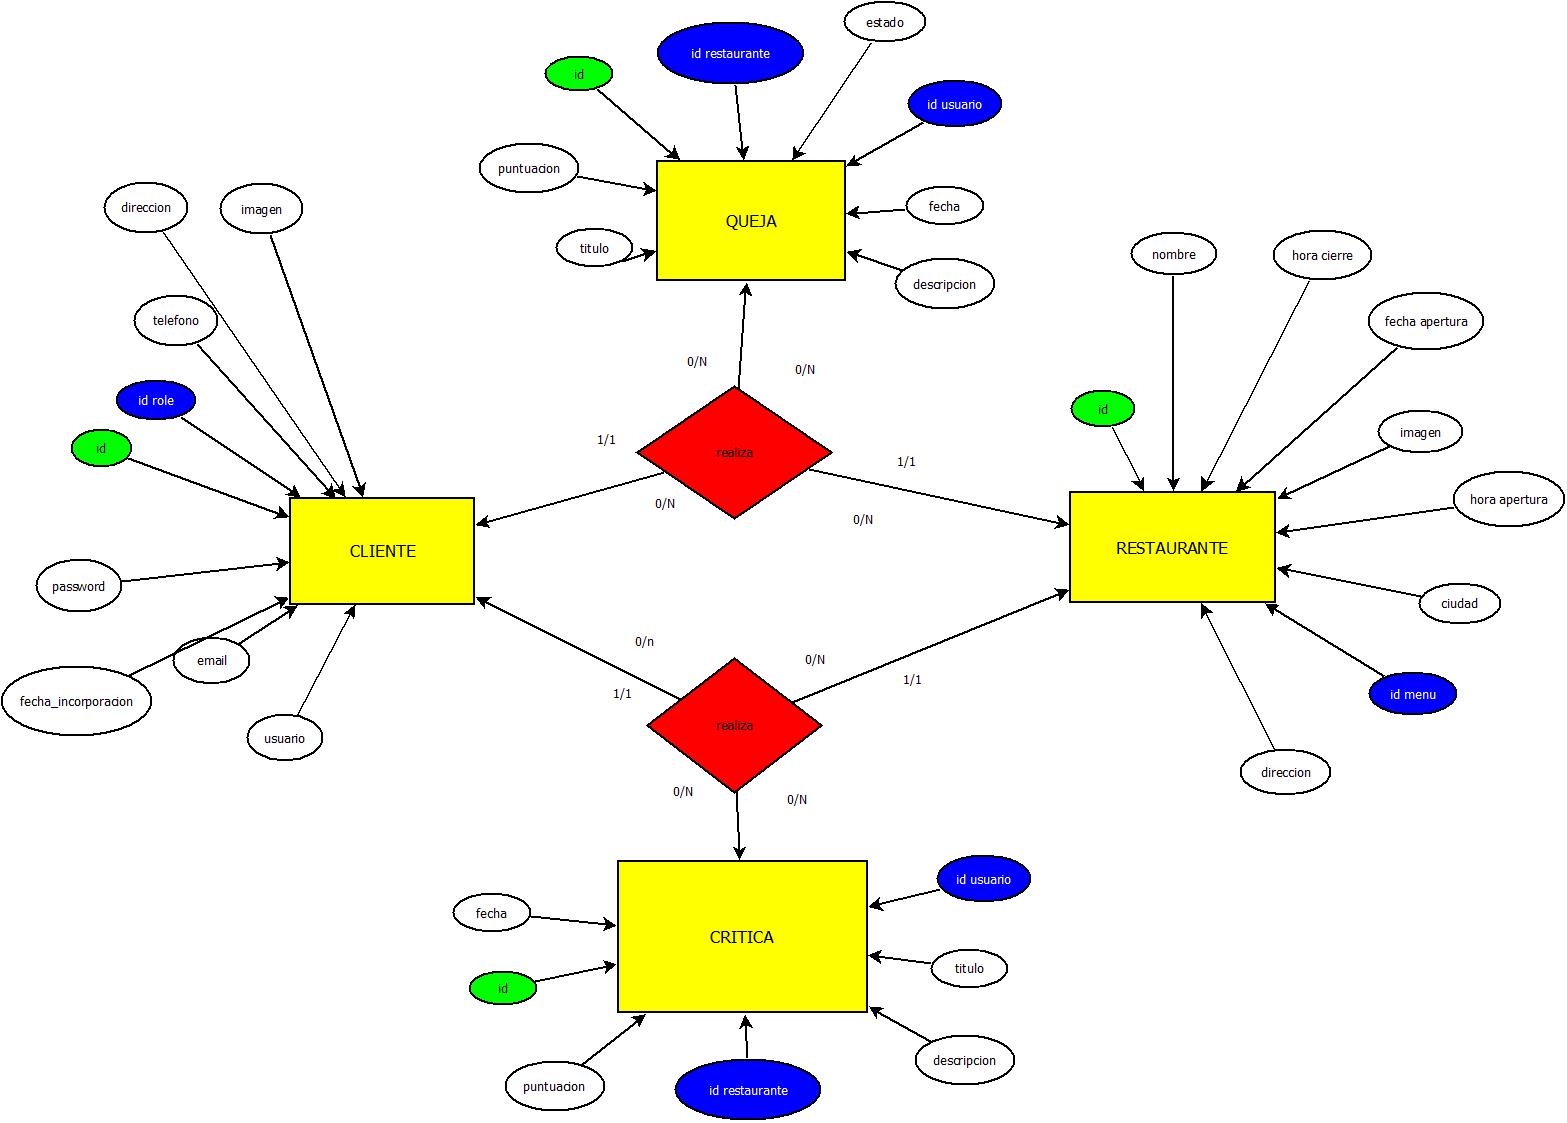 estado
id restaurante
id
id usuario
puntuacion
fecha
QUEJA
titulo
descripcion
direccion
imagen
telefono
id role
id
nombre
hora cierre
fecha apertura
id
imagen
hora apertura
0/N
0/N
1/1
realiza
1/1
0/N
0/N
CLIENTE
RESTAURANTE
password
email
fecha_incorporacion
usuario
ciudad
id menu
direccion
0/n
0/N
1/1
1/1
realiza
0/N
0/N
id usuario
fecha
CRITICA
titulo
id
descripcion
puntuacion
id restaurante